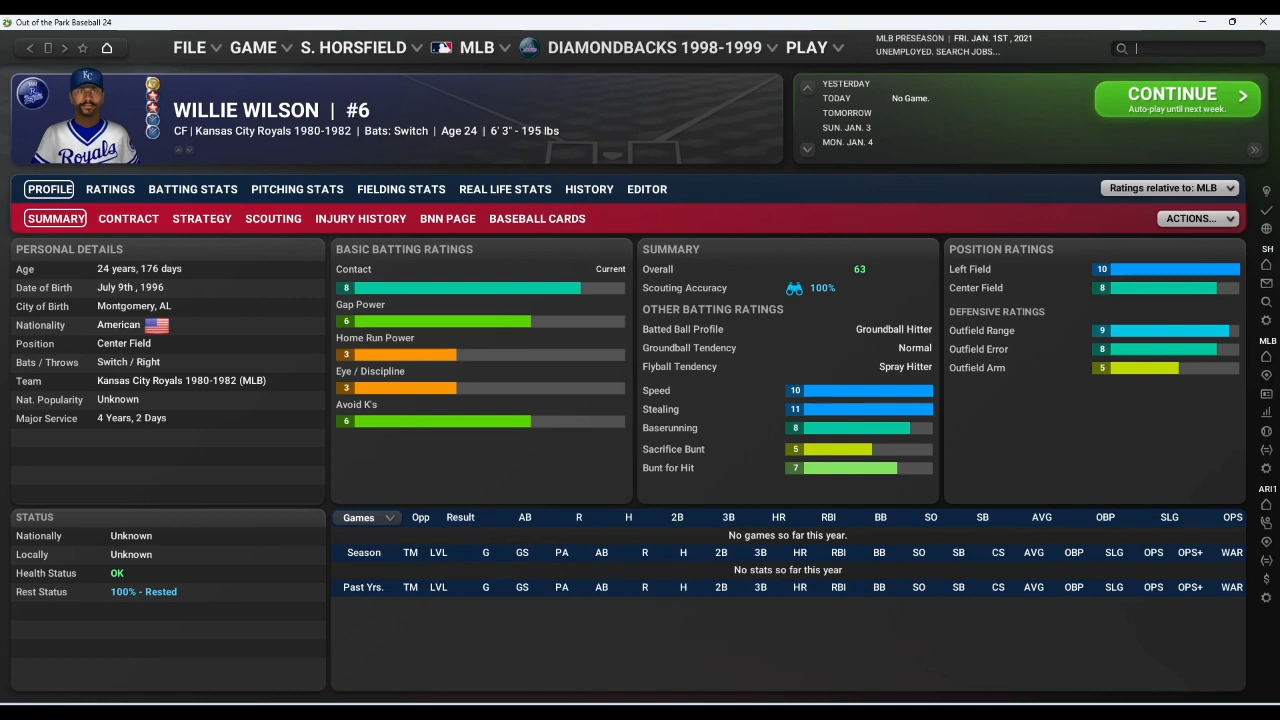 Out of the Park Baseball 24
FILE GAME S. HORSFIELD MLB DIAMONDBACKS 1998-1999 PLAY
MLB PRESEASON | FRI. JAN. 1ST , 2021
UNEMPLOYED. SEARCH JOBS...
WILLIE WILSON | #6
CF | Kansas City Royals 1980-1982 | Bats: Switch | Age 24 | 6' 3" - 195 lbs
KC
Royals
YESTERDAY
TODAY No Game.
TOMORROW
SUN. JAN. 3
MON. JAN. 4
CONTINUE
Auto-play until next week.
PROFILE RATINGS BATTING STATS PITCHING STATS FIELDING STATS REAL LIFE STATS HISTORY EDITOR
Ratings relative to: MLB
SUMMARY CONTRACT STRATEGY SCOUTING INJURY HISTORY BNN PAGE BASEBALL CARDS
ACTIONS...
PERSONAL DETAILS
Age 24 years, 176 days
Date of Birth July 9th , 1996
City of Birth Montgomery, AL
Nationality American
Position Center Field
Bats / Throws Switch / Right
Team Kansas City Royals 1980-1982 (MLB)
Nat. Popularity Unknown
Major Service 4 Years, 2 Days
BASIC BATTING RATINGS
Contact Current
8
Gap Power
6
Home Run Power
3
Eye / Discipline
3
Avoid K's
6
SUMMARY
Overall 63
Scouting Accuracy 100%
OTHER BATTING RATINGS
Batted Ball Profile Groundball Hitter
Groundball Tendency Normal
Flyball Tendency Spray Hitter
Speed 10
Stealing 11
Baserunning 8
Sacrifice Bunt 5
Bunt for Hit 7
POSITION RATINGS
Left Field 10
Center Field 8
DEFENSIVE RATINGS
Outfield Range 9
Outfield Error 8
Outfield Arm 5
SH
MLB
ARI1
STATUS
Nationally Unknown
Locally Unknown
Health Status OK
Rest Status 100% - Rested
Games Opp Result AB R H 2B 3B HR RBI BB SO SB AVG OBP SLG OPS
No games so far this year.
Season TM LVL G GS PA AB R H 2B 3B HR RBI BB SO SB CS AVG OBP SLG OPS OPS+ WAR
No stats so far this year
Past Yrs. TM LVL G GS PA AB R H 2B 3B HR RBI BB SO SB CS AVG OBP SLG OPS OPS+ WAR